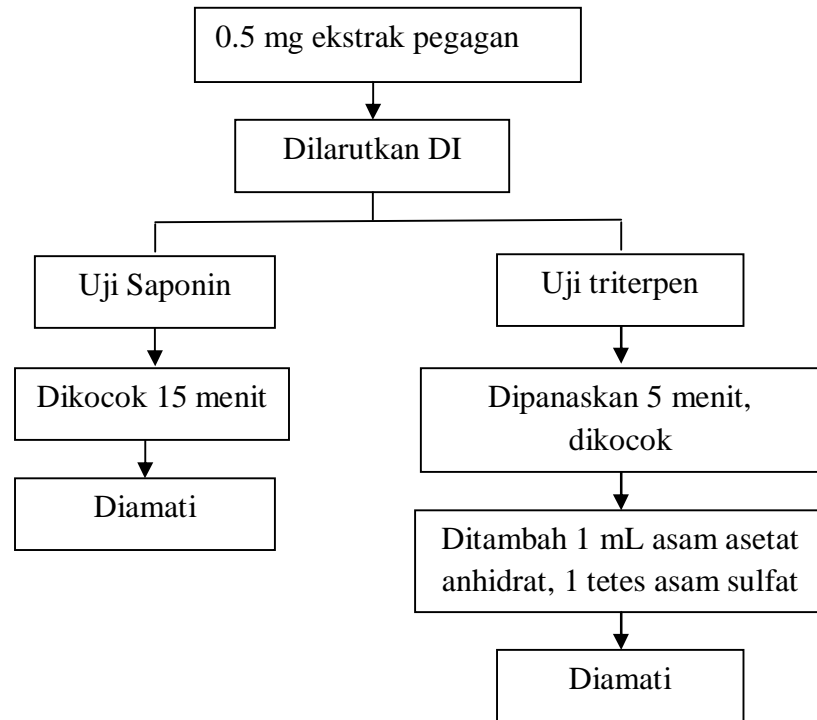 0.5 mg ekstrak pegagan
Dilarutkan DI
Uji Saponin
Dikocok 15 menit
Diamati
Uji triterpen
Dipanaskan 5 menit,
dikocok
Ditambah 1 mL asam asetat
anhidrat, 1 tetes asam sulfat
Diamati